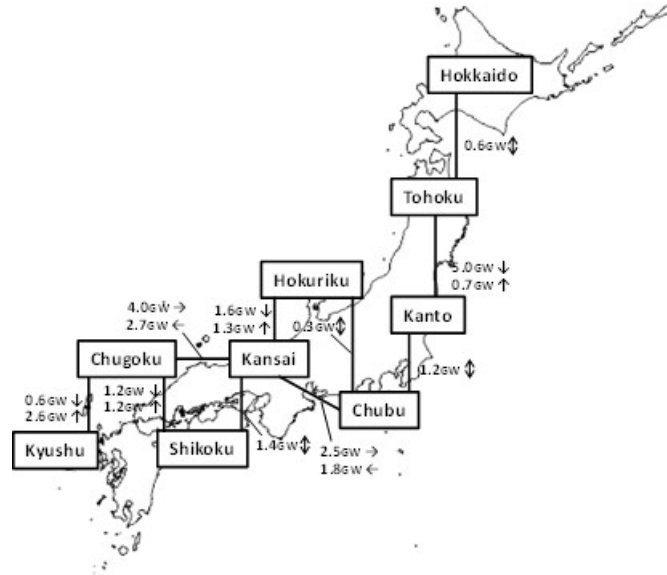 Hokkaido
0.6GW↕
Tohoku
5.0GW ↓
0.7GW ↑
Hokuriku
Kanto
4.0GW →
2.7GW ←
1.6GW ↓
1.3GW ↑
0.3GW↕
1.2GW ↕
Chugoku
Kansai
Chubu
0.6GW ↓
2.6GW ↑
1.2GW ↓
1.2GW ↑
Kyushu
Shikoku
1.4GW↕
2.5GW →
1.8GW ←